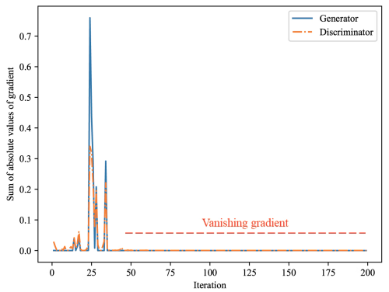 Generator
Discriminator
Sum of absolute values of gradient
0.7
0.6
0.5
0.4
0.3
0.2
0.1
0.0
Vanishing gradient
0 25 50 75 100 125 150 175 200
Iteration